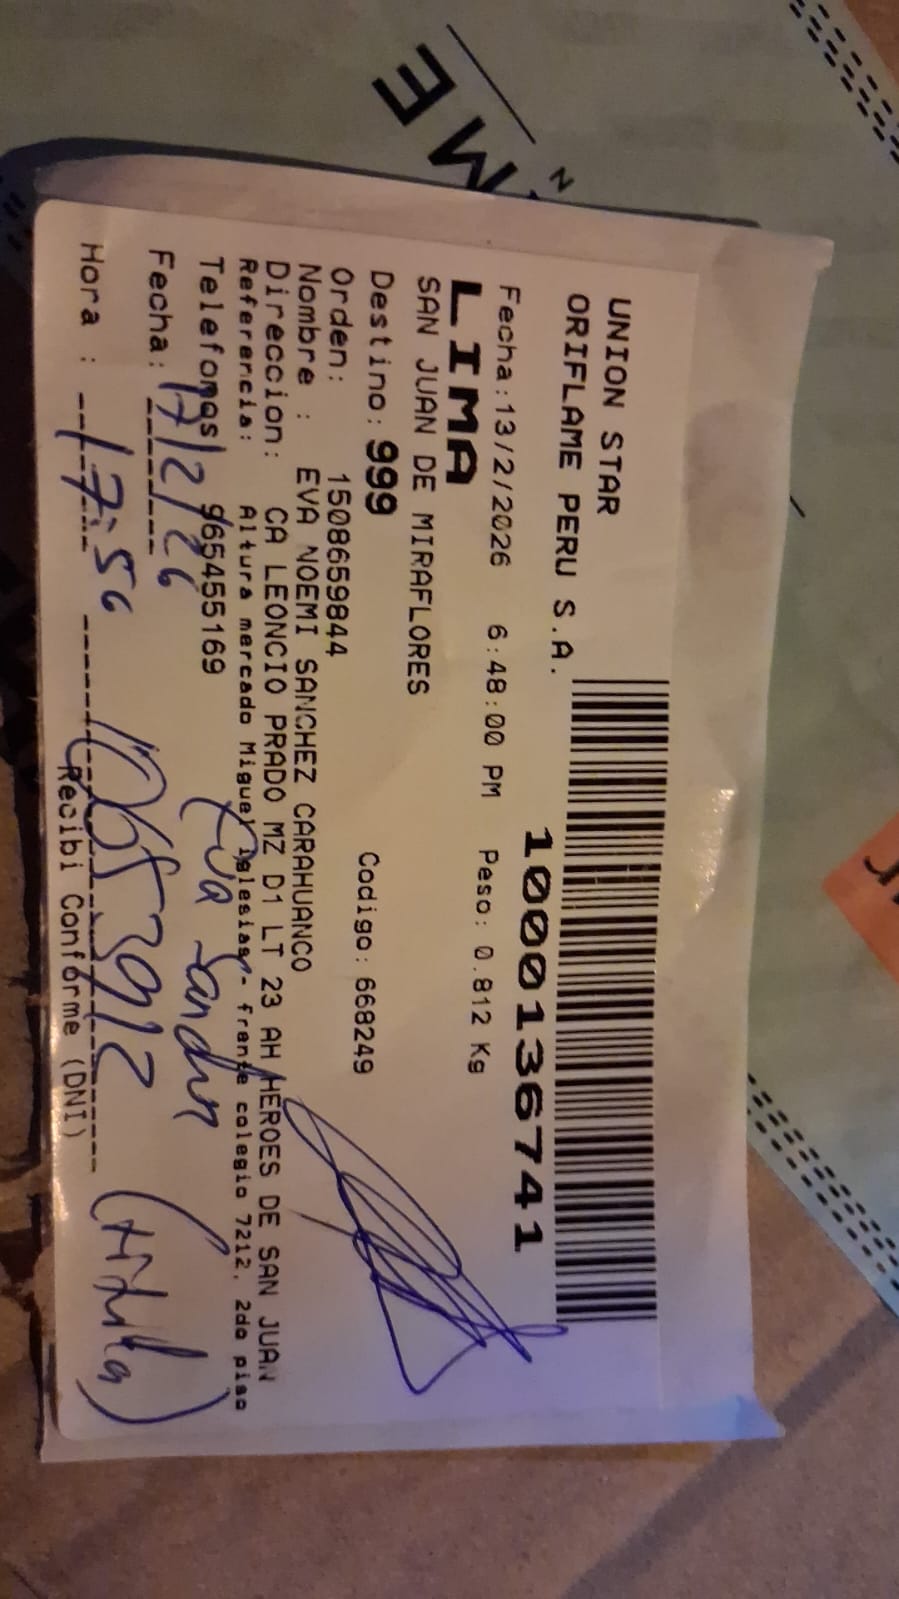 UNION STAR
ORIFLAME PERU S.A.
10001367411
Fecha:13/2/2026 6:48:00 PM Peso: 0.812 Kg
LIMA
SAN JUAN DE MIRAFLORES
Destino: 999 Codigo: 668249
Orden: 1508659844
Nombre : EVA NOEMI SANCHEZ CARAHUANCO
Direccion: CA LEONCIO PRADO MZ D1 LT 23 AH HEROES DE SAN JUAN
Referencia: Altura mercado Miguel Iglesias- frente colegio 7212. 2do piso
Telefonos 965455169
Fecha: 17/2/26
Hora : 17:56
Recibi Conforme (DNI)